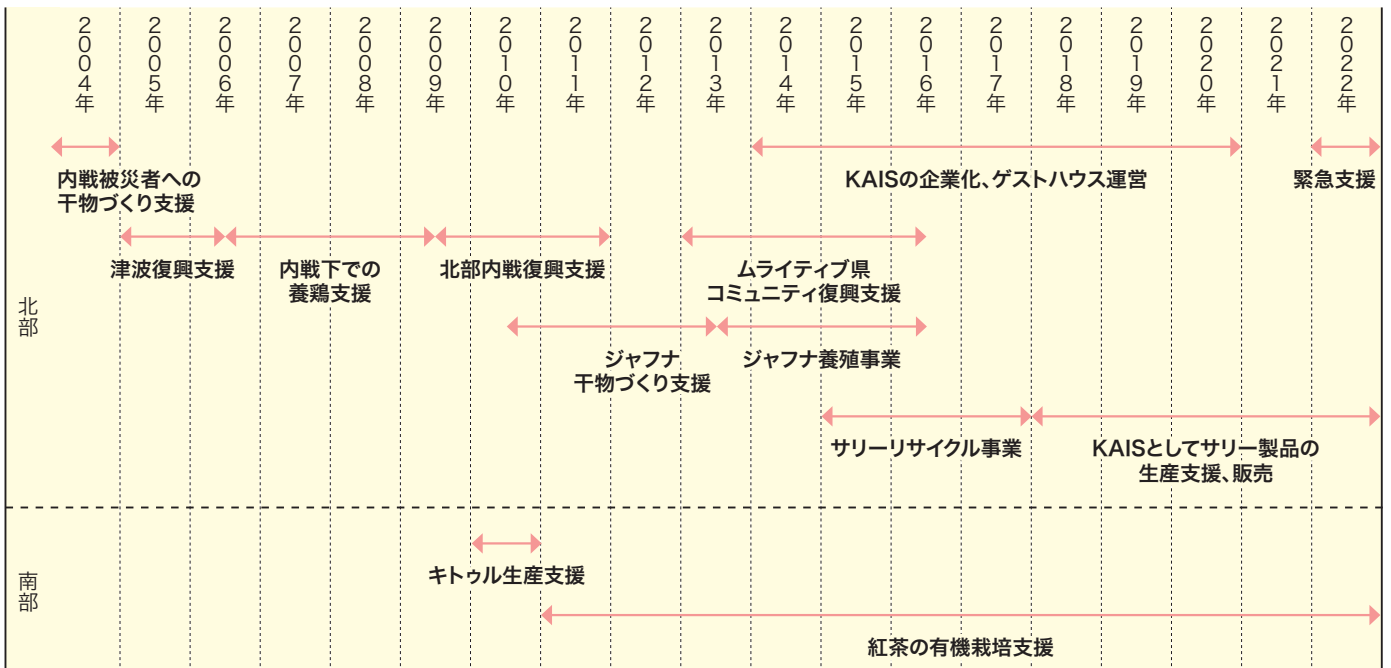 2004年
2005年
2006年
2007年
2008年
2009年
2010年
2011年
2012年
2013年
2014年
2015年
2016年
2017年
2018年
2019年
2020年
2021年
2022年
北部
内戦被災者への
干物づくり支援
KAISの企業化、ゲストハウス運営
緊急支援
津波復興支援
内戦下での
養鶏支援
北部内戦復興支援
ムライティブ県
コミュニティ復興支援
ジャフナ
干物づくり支援
ジャフナ養殖事業
サリーリサイクル事業
KAISとしてサリー製品の
生産支援、販売
南部
キトゥル生産支援
紅茶の有機栽培支援